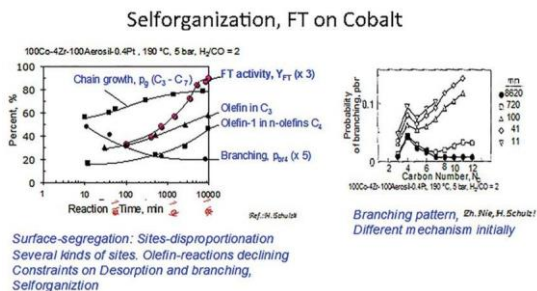 Selforganization, FT on Cobalt
100Co-4Zr-100Aerosil-0.4Pt, 190 °C, 5 bar, H₂/CO = 2
Percent, %
100
80
60
40
20
0
1
10
100
1000
10000
Chain growth, pg (C₃ - C₇)
FT activity, YFT (x 3)
Olefin in C₃
Olefin-1 in n-olefins C₄
Branching, pbr4 (x 5)
Reaction Time, min
Ref.: H. Schulz
Surface-segregation: Sites-disproportionation
Several kinds of sites. Olefin-reactions declining
Constraints on Desorption and branching,
Selforganiztion
Probability
of branching, pbr
0.1
0
0 2 4 6 8 10 12
min
8620
720
100
41
11
Carbon Number, N
100Co-4Zr-100Aerosil-0.4Pt, 190 °C, 5 bar, H₂/CO = 2
Branching pattern, Zh. Nie, H. Schulz
Different mechanism initially